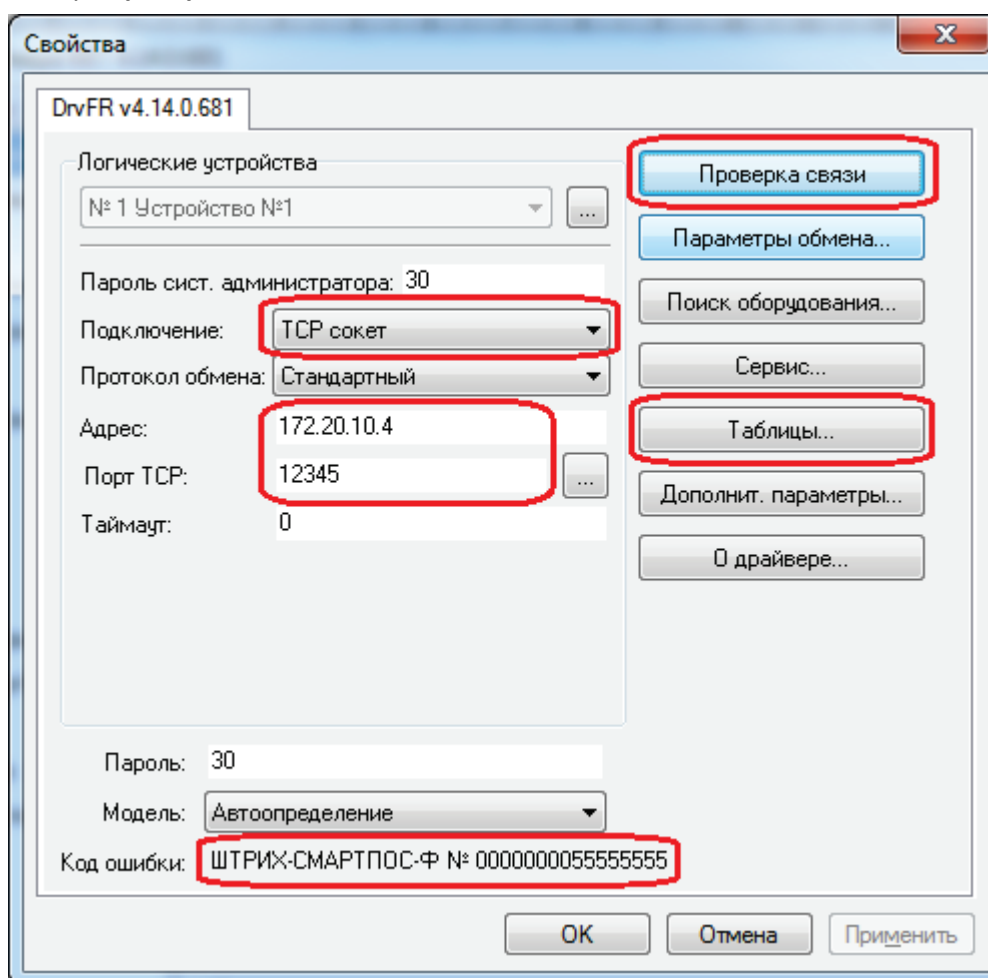 Свойства
DrvFR v4.14.0.681
Логические устройства
№ 1 Устройство №1
...
Пароль сист. администратора: 30
Подключение: TCP сокет
Протокол обмена: Стандартный
Адрес: 172.20.10.4
Порт TCP: 12345 ...
Таймаут: 0
Проверка связи
Параметры обмена...
Поиск оборудования...
Сервис...
Таблицы...
Дополнит. параметры...
О драйвере...
Пароль: 30
Модель: Автоопределение
Код ошибки: ШТРИХ-СМАРТПОС-Ф № 0000000055555555
OK Отмена Применить